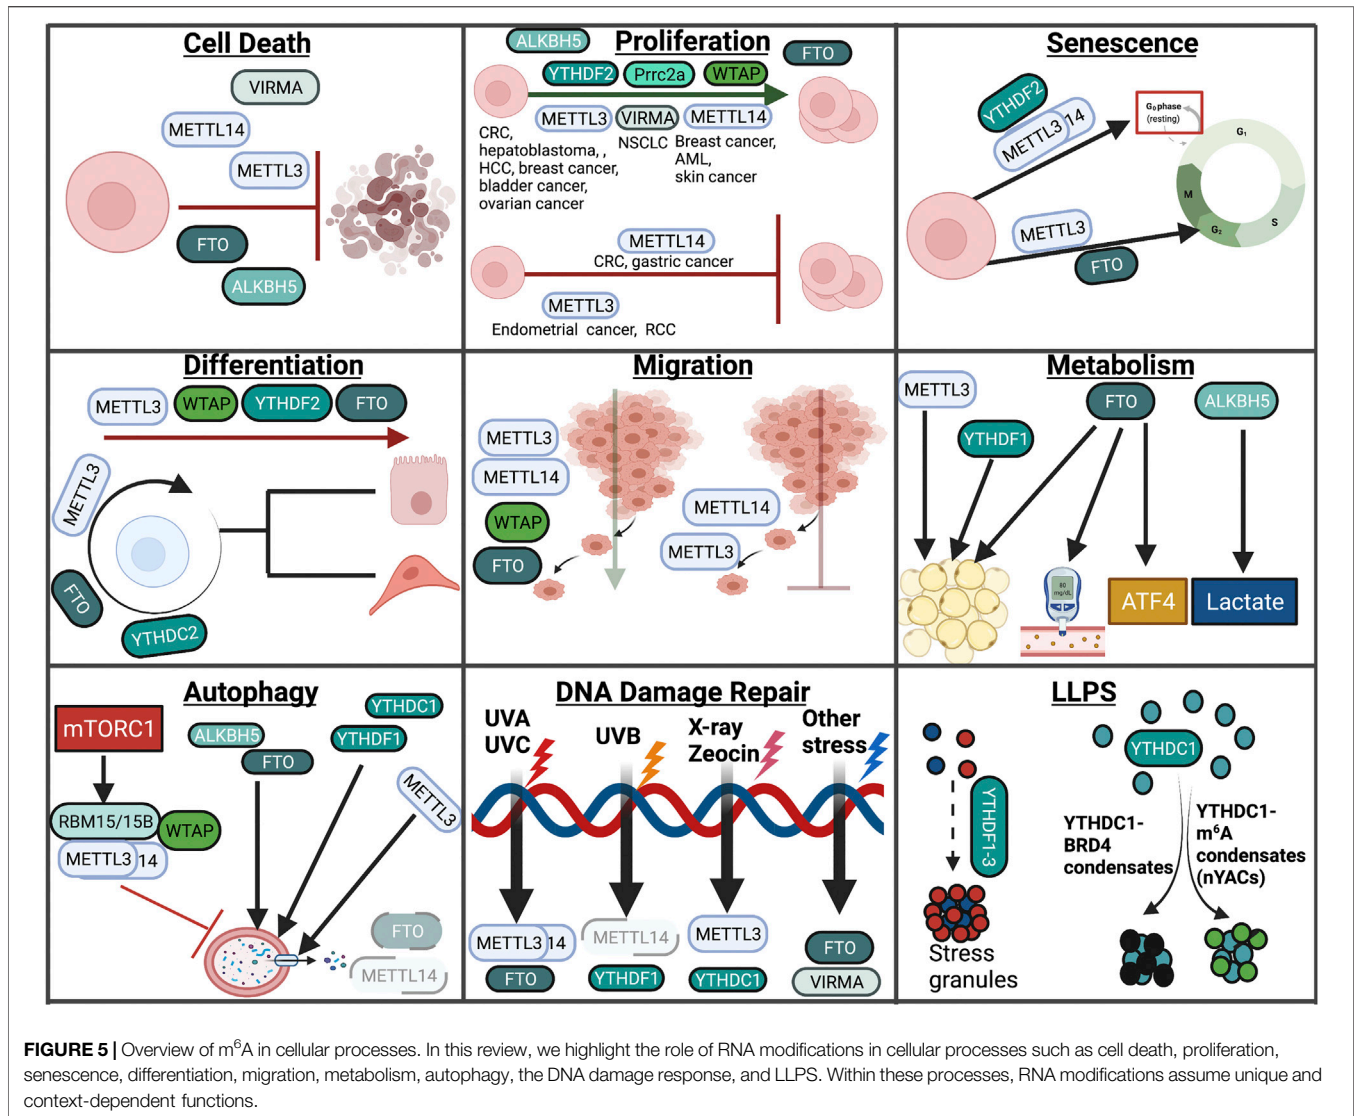 Cell Death
VIRMA
METTL14
METTL3
FTO
ALKBH5
Proliferation
ALKBH5
FTO
YTHDF2
Prrc2a
WTAP
METTL3
VIRMA
METTL14
CRC,
hepatoblastoma, ,
HCC, breast cancer,
bladder cancer,
ovarian cancer
NSCLC
Breast cancer,
AML,
skin cancer
METTL14
CRC, gastric cancer
METTL3
Endometrial cancer, RCC
Senescence
YTHDF2
METTL3 14
G0 phase
(resting)
G1
M
S
G2
METTL3
FTO
Differentiation
METTL3
WTAP
YTHDF2
FTO
METTL3
FTO
YTHDC2
Migration
METTL3
METTL14
WTAP
FTO
METTL14
METTL3
Metabolism
METTL3
FTO
ALKBH5
YTHDF1
80
mg/dL
ATF4
Lactate
Autophagy
mTORC1
YTHDC1
ALKBH5
YTHDF1
FTO
METTL3
RBM15/15B
WTAP
METTL3 14
FTO
METTL14
DNA Damage Repair
UVA
UVC
UVB
X-ray
Zeocin
Other
stress
METTL3 14
FTO
METTL14
YTHDF1
METTL3
YTHDC1
FTO
VIRMA
LLPS
YTHDC1
YTHDF1-3
YTHDC1-
BRD4
condensates
YTHDC1-
m⁶A
condensates
(nYACs)
Stress
granules
FIGURE 5 | Overview of m⁶A in cellular processes. In this review, we highlight the role of RNA modifications in cellular processes such as cell death, proliferation,
senescence, differentiation, migration, metabolism, autophagy, the DNA damage response, and LLPS. Within these processes, RNA modifications assume unique and
context-dependent functions.